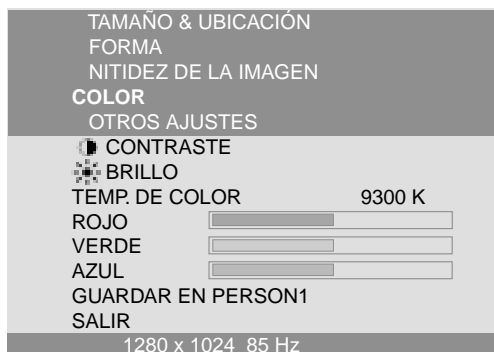 TAMAÑO & UBICACIÓN
FORMA
NITIDEZ DE LA IMAGEN
COLOR
OTROS AJUSTES
CONTRASTE
BRILLO
TEMP. DE COLOR 9300 K
ROJO
VERDE
AZUL
GUARDAR EN PERSON1
SALIR
1280 x 1024 85 Hz